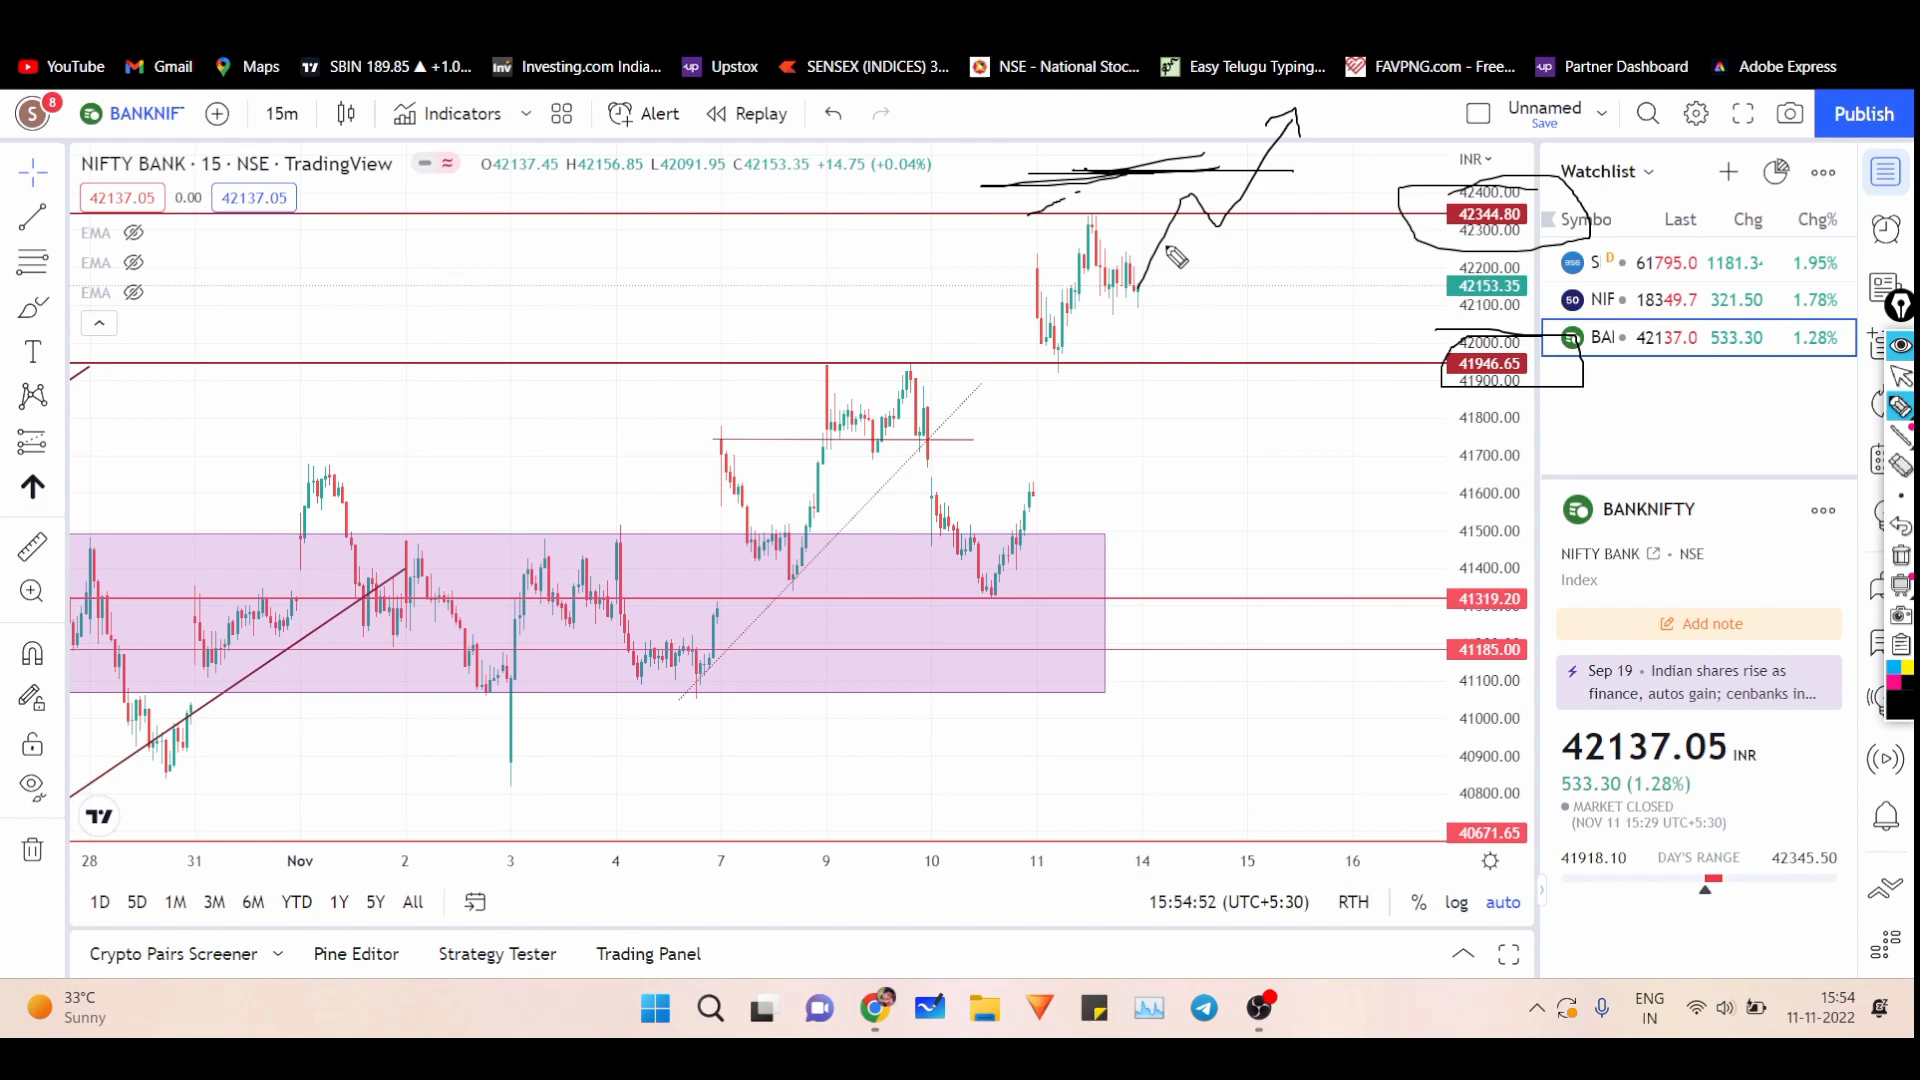 YouTube Gmail Maps SBIN 189.85 ▲ +1.0... Investing.com India... Upstox SENSEX (INDICES) 3... NSE - National Stoc... Easy Telugu Typing... FAVPNG.com - Free... Partner Dashboard Adobe Express
S 8 BANKNIF 15m Indicators Alert Replay Unnamed Save Publish
NIFTY BANK · 15 · NSE · TradingView O42137.45 H42156.85 L42091.95 C42153.35 +14.75 (+0.04%)
42137.05 0.00 42137.05
EMA
EMA
EMA
INR
42400.00
42344.80
42300.00
42200.00
42153.35
42100.00
42000.00
41946.65
41900.00
41800.00
41700.00
41600.00
41500.00
41400.00
41319.20
41185.00
41100.00
41000.00
40900.00
40800.00
40671.65
28 31 Nov 2 3 4 7 9 10 11 14 15 16
1D 5D 1M 3M 6M YTD 1Y 5Y All 15:54:52 (UTC+5:30) RTH % log auto
Crypto Pairs Screener Pine Editor Strategy Tester Trading Panel
Watchlist
Symbo Last Chg Chg%
S D 61795.0 1181.34 1.95%
50 NIF 18349.7 321.50 1.78%
BAI 42137.0 533.30 1.28%
BANKNIFTY
NIFTY BANK • NSE
Index
Add note
Sep 19 • Indian shares rise as
finance, autos gain; cenbanks in...
42137.05 INR
533.30 (1.28%)
MARKET CLOSED
(NOV 11 15:29 UTC+5:30)
41918.10 DAY'S RANGE 42345.50
33°C
Sunny
ENG
IN
15:54
11-11-2022